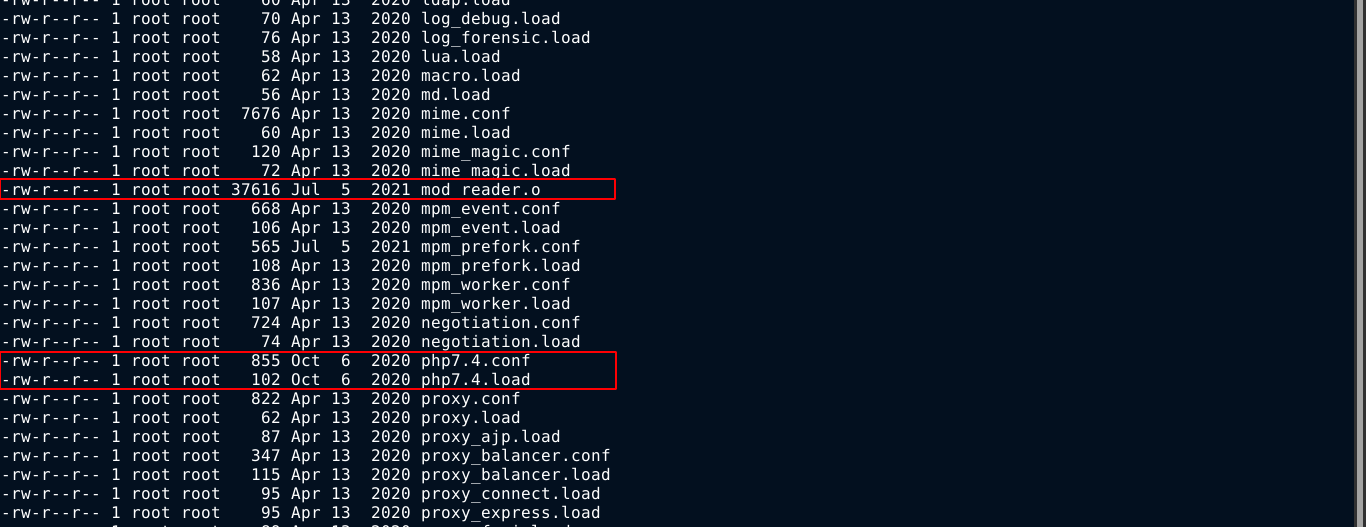 -rw-r--r-- 1 root root    60 Apr 13  2020 ldap.load
-rw-r--r-- 1 root root    70 Apr 13  2020 log_debug.load
-rw-r--r-- 1 root root    76 Apr 13  2020 log_forensic.load
-rw-r--r-- 1 root root    58 Apr 13  2020 lua.load
-rw-r--r-- 1 root root    62 Apr 13  2020 macro.load
-rw-r--r-- 1 root root    56 Apr 13  2020 md.load
-rw-r--r-- 1 root root  7676 Apr 13  2020 mime.conf
-rw-r--r-- 1 root root    60 Apr 13  2020 mime.load
-rw-r--r-- 1 root root   120 Apr 13  2020 mime_magic.conf
-rw-r--r-- 1 root root    72 Apr 13  2020 mime_magic.load
-rw-r--r-- 1 root root 37616 Jul  5  2021 mod_reader.o
-rw-r--r-- 1 root root   668 Apr 13  2020 mpm_event.conf
-rw-r--r-- 1 root root   106 Apr 13  2020 mpm_event.load
-rw-r--r-- 1 root root   565 Jul  5  2021 mpm_prefork.conf
-rw-r--r-- 1 root root   108 Apr 13  2020 mpm_prefork.load
-rw-r--r-- 1 root root   836 Apr 13  2020 mpm_worker.conf
-rw-r--r-- 1 root root   107 Apr 13  2020 mpm_worker.load
-rw-r--r-- 1 root root   724 Apr 13  2020 negotiation.conf
-rw-r--r-- 1 root root    74 Apr 13  2020 negotiation.load
-rw-r--r-- 1 root root   855 Oct  6  2020 php7.4.conf
-rw-r--r-- 1 root root   102 Oct  6  2020 php7.4.load
-rw-r--r-- 1 root root   822 Apr 13  2020 proxy.conf
-rw-r--r-- 1 root root    62 Apr 13  2020 proxy.load
-rw-r--r-- 1 root root    87 Apr 13  2020 proxy_ajp.load
-rw-r--r-- 1 root root   347 Apr 13  2020 proxy_balancer.conf
-rw-r--r-- 1 root root   115 Apr 13  2020 proxy_balancer.load
-rw-r--r-- 1 root root    95 Apr 13  2020 proxy_connect.load
-rw-r--r-- 1 root root    95 Apr 13  2020 proxy_express.load